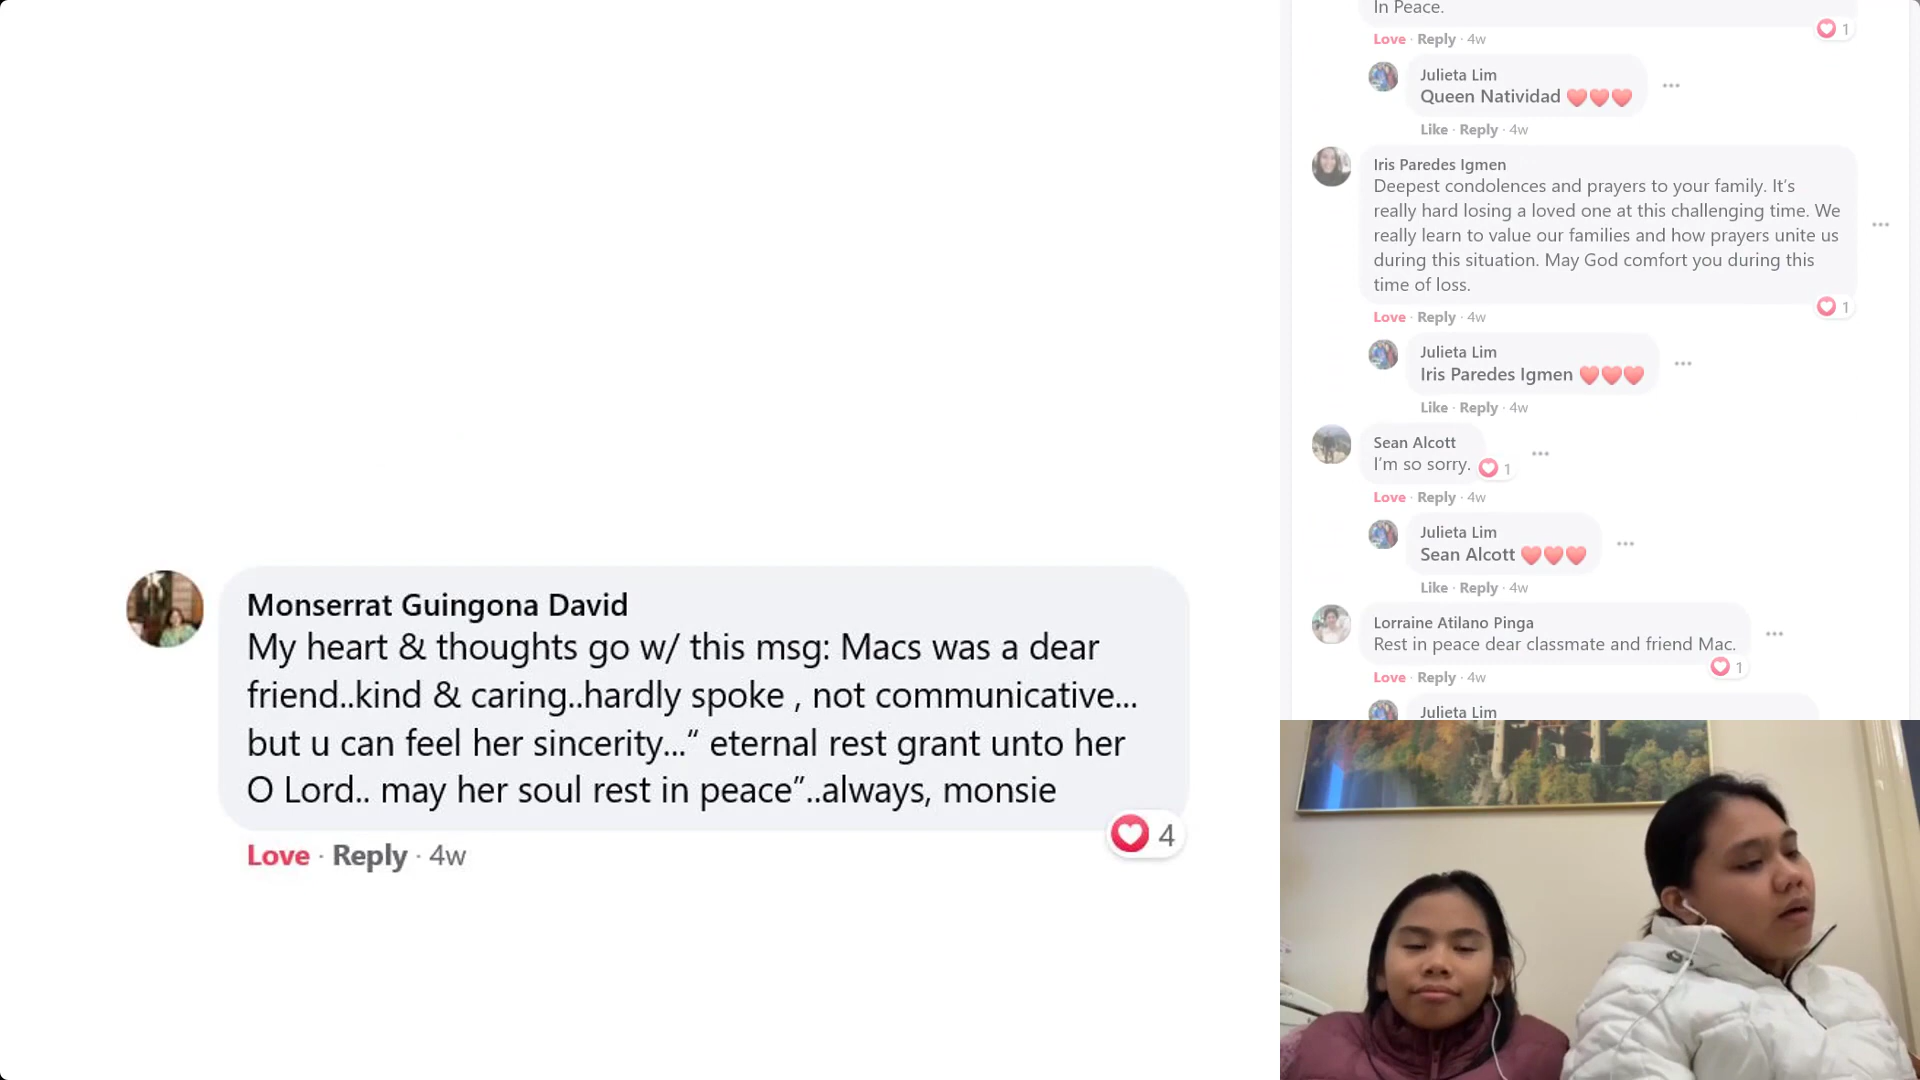 Monserrat Guingona David
My heart & thoughts go w/ this msg: Macs was a dear
friend..kind & caring..hardly spoke , not communicative...
but u can feel her sincerity...“ eternal rest grant unto her
O Lord.. may her soul rest in peace”..always, monsie
4
Love · Reply · 4w
In Peace.
1
Love · Reply · 4w
Julieta Lim
Queen Natividad ❤️❤️❤️
Like · Reply · 4w
Iris Paredes Igmen
Deepest condolences and prayers to your family. It’s
really hard losing a loved one at this challenging time. We
really learn to value our families and how prayers unite us
during this situation. May God comfort you during this
time of loss.
1
Love · Reply · 4w
Julieta Lim
Iris Paredes Igmen ❤️❤️❤️
Like · Reply · 4w
Sean Alcott
I’m so sorry.
1
Love · Reply · 4w
Julieta Lim
Sean Alcott ❤️❤️❤️
Like · Reply · 4w
Lorraine Atilano Pinga
Rest in peace dear classmate and friend Mac.
1
Love · Reply · 4w
Julieta Lim